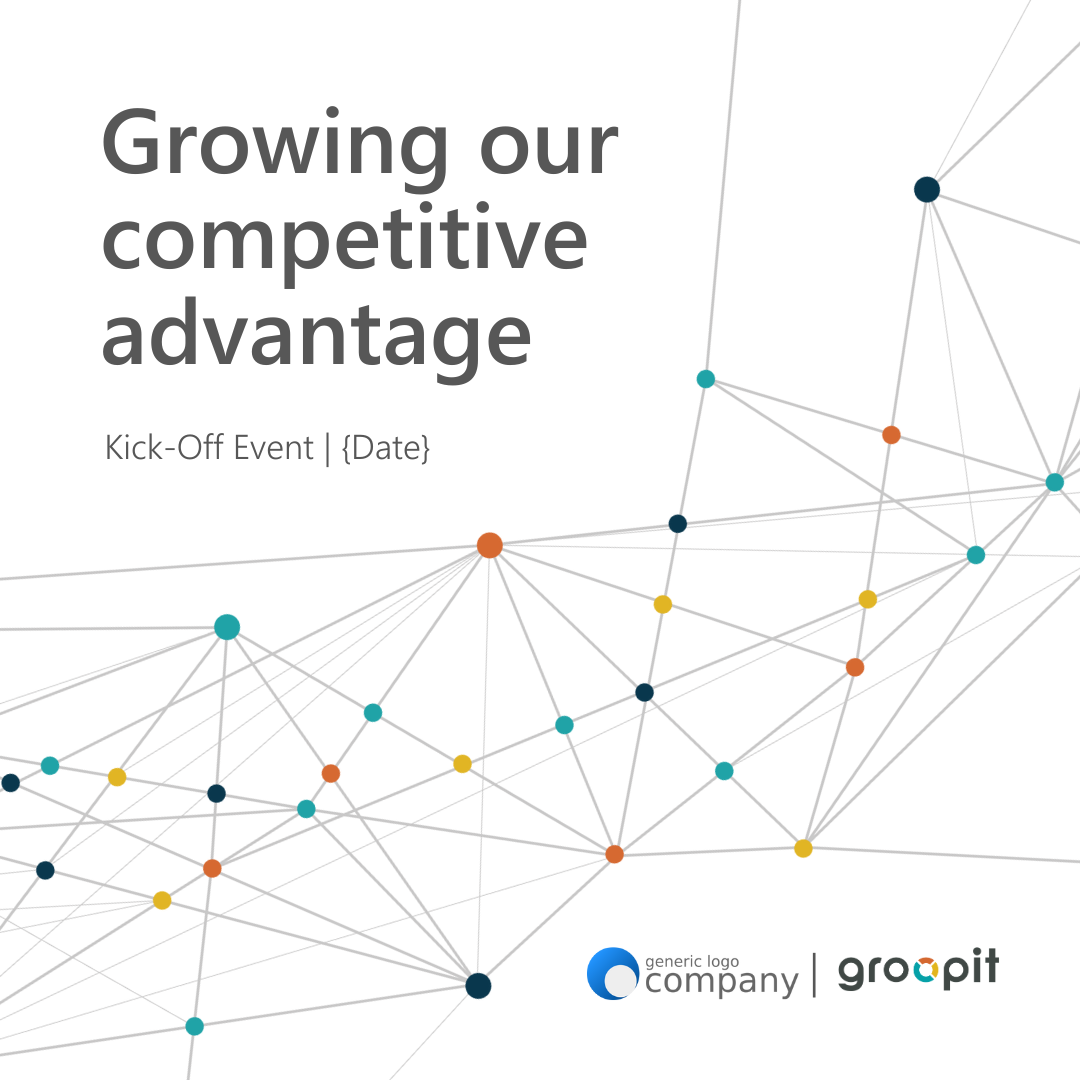 Growing our
competitive
advantage
Kick-Off Event | {Date}
generic logo
company
groopit